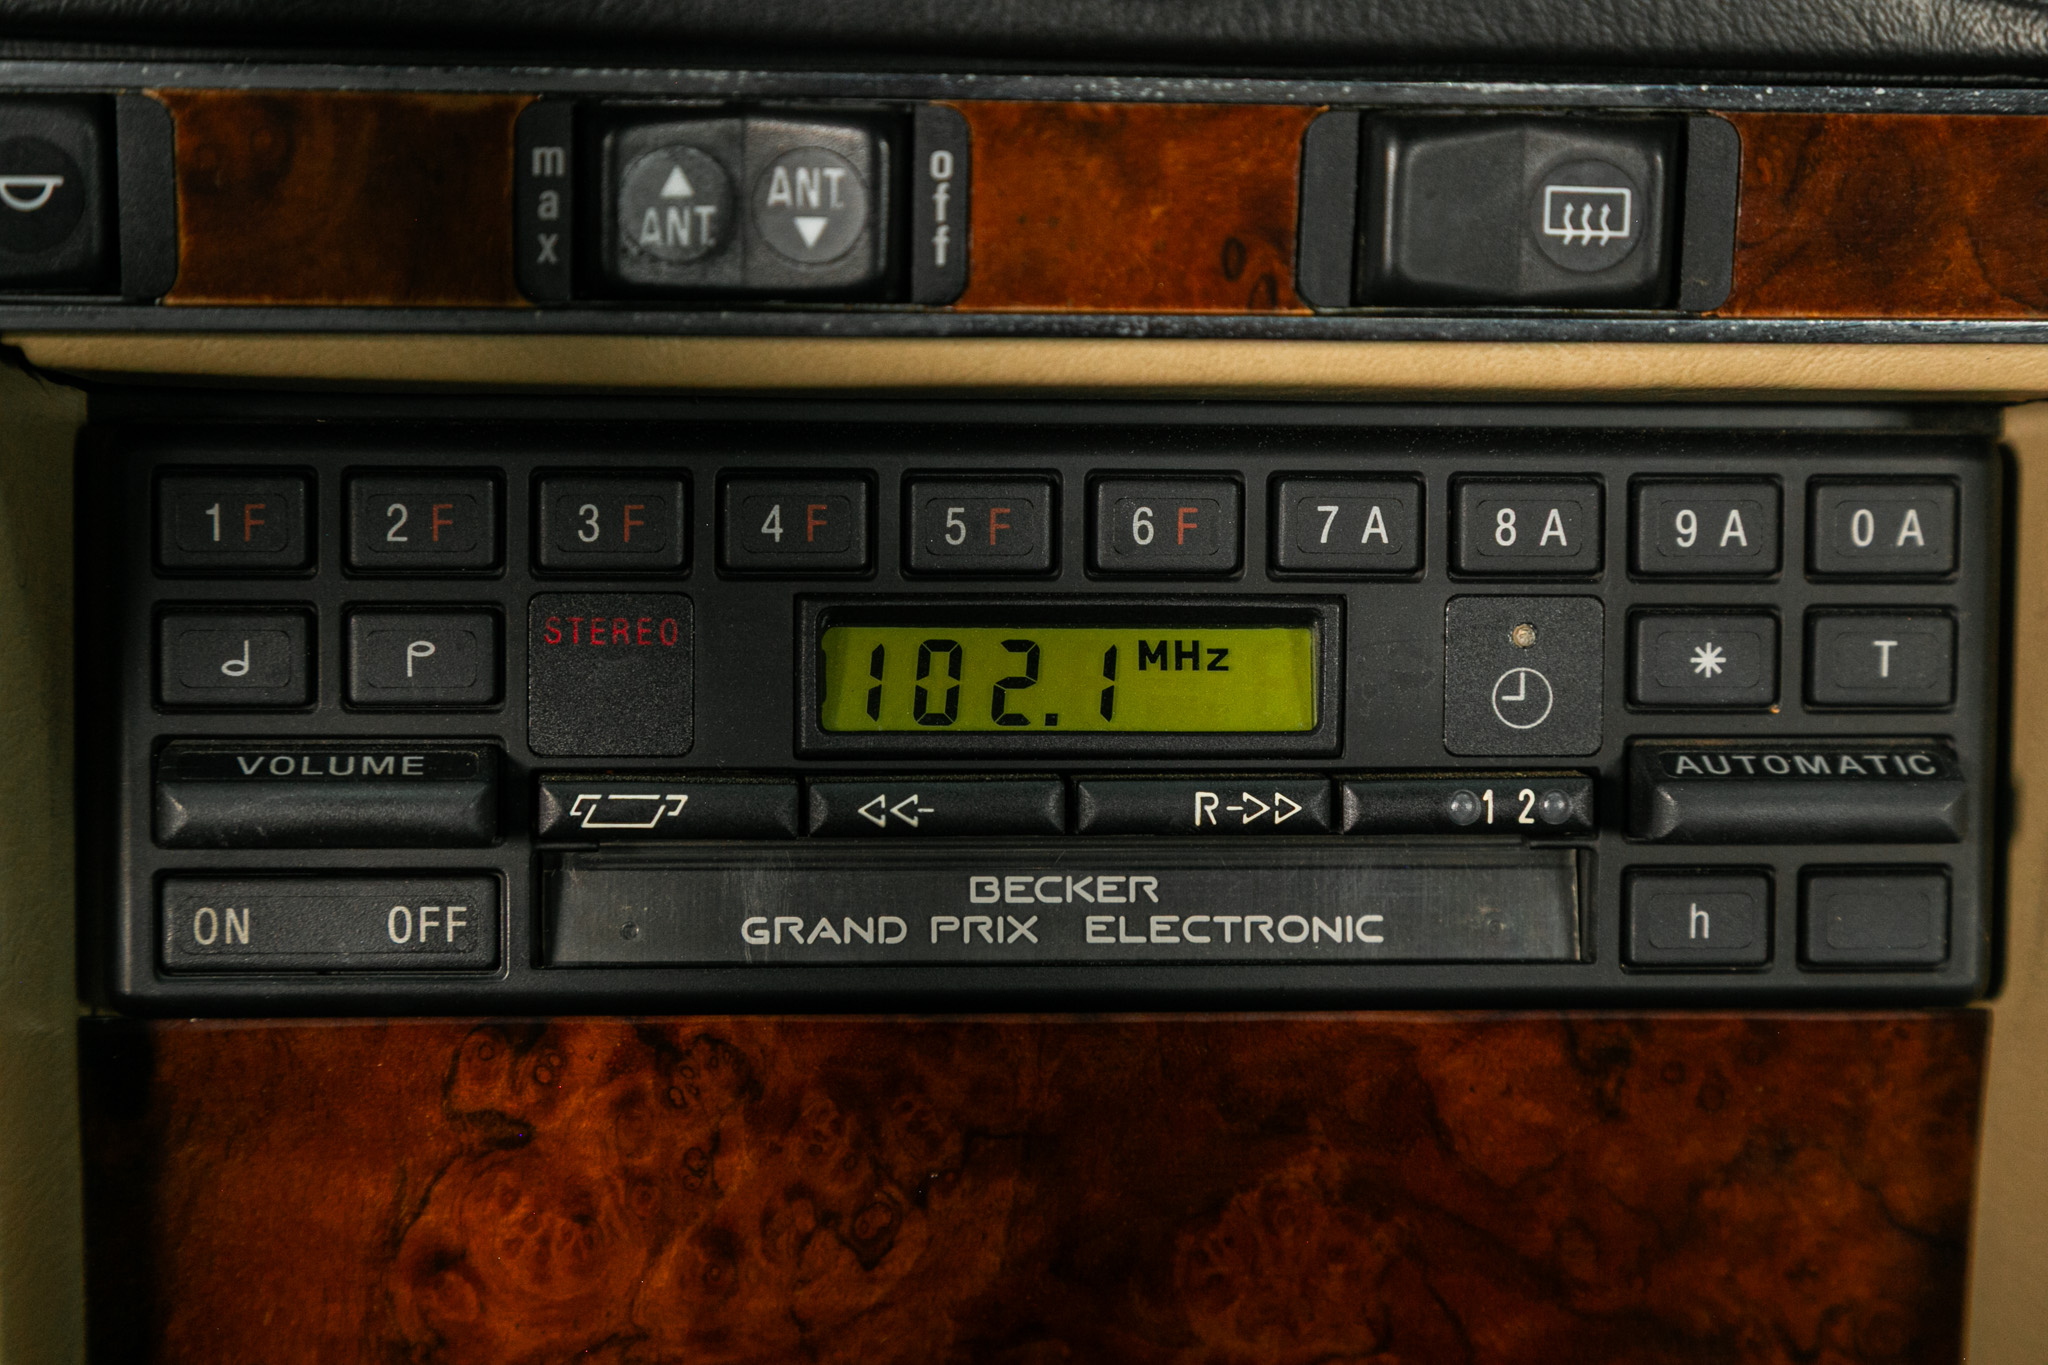 max
ANT.
ANT.
off
1 F
2 F
3 F
4 F
5 F
6 F
7 A
8 A
9 A
0 A
STEREO
102.1 MHz
*
T
VOLUME
R
1 2
AUTOMATIC
ON OFF
BECKER
GRAND PRIX ELECTRONIC
h